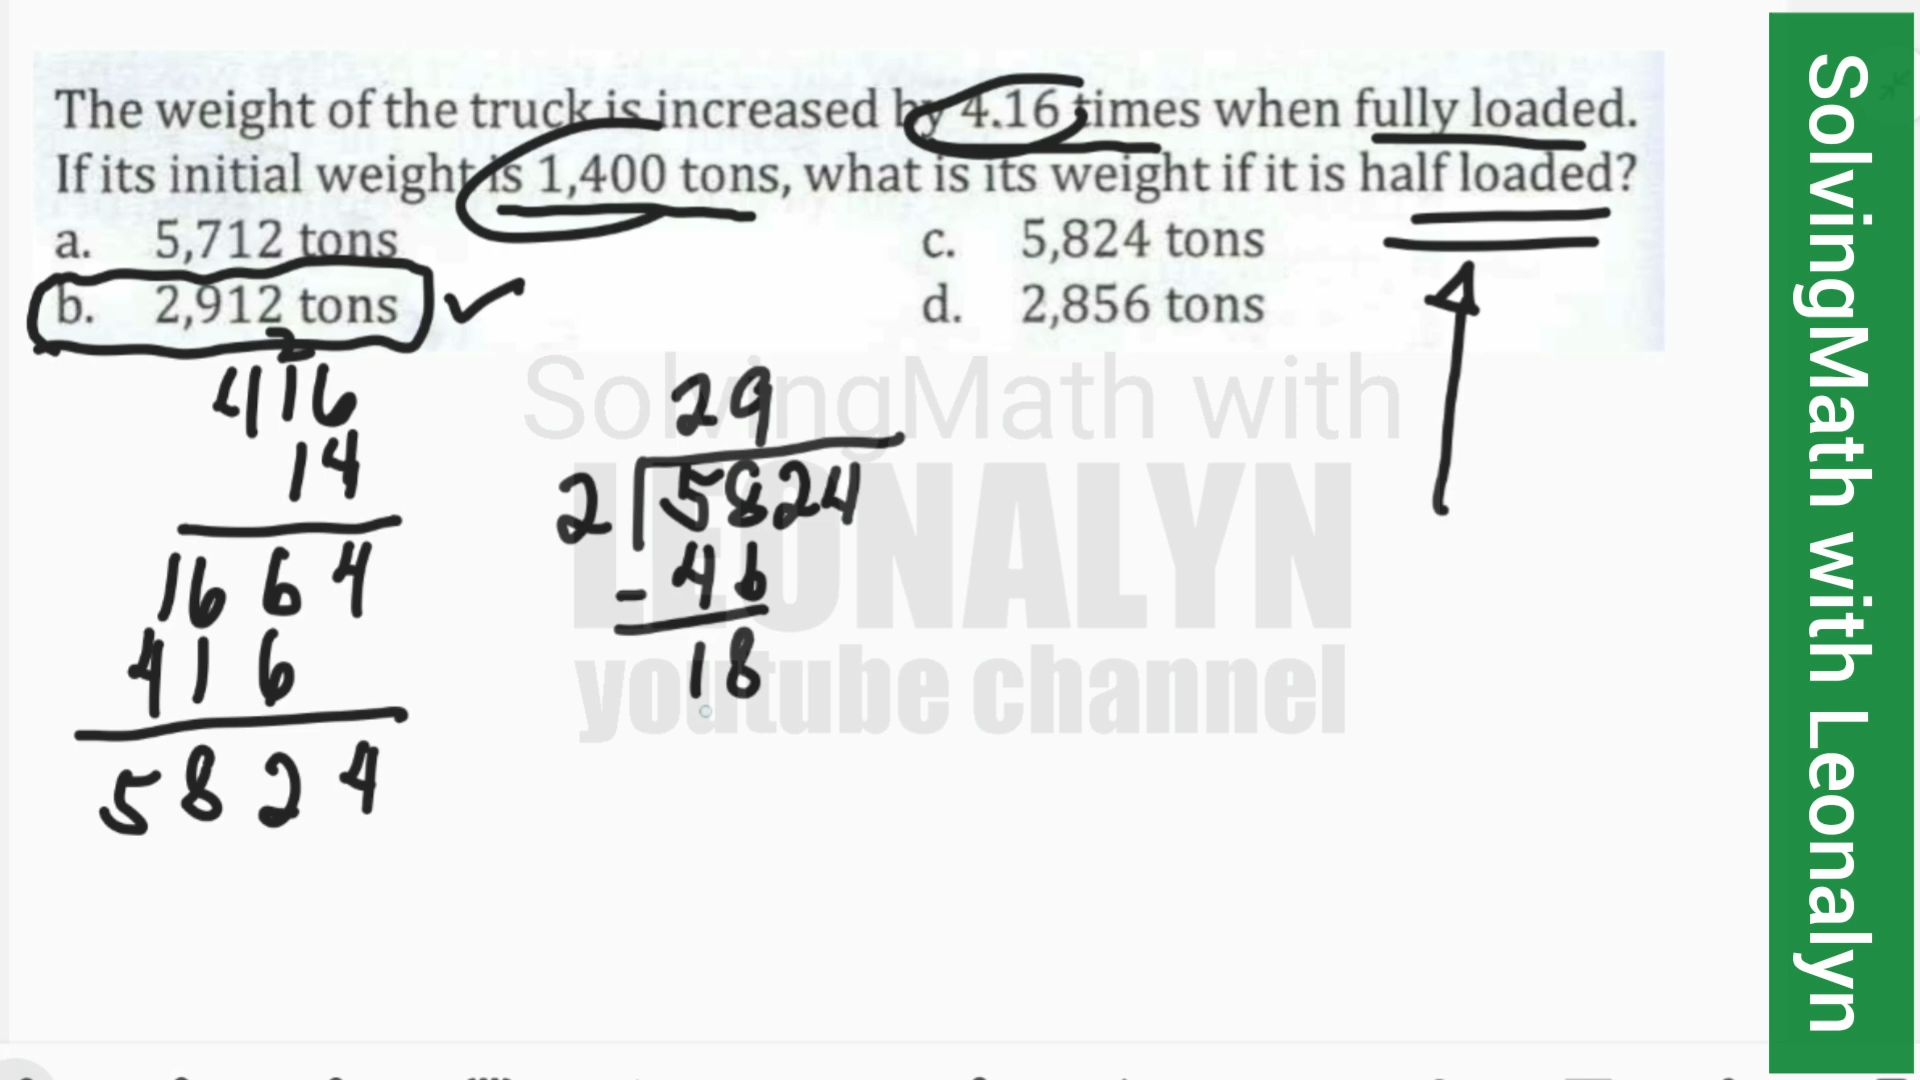 The weight of the truck is increased by 4.16 times when fully loaded.
If its initial weight is 1,400 tons, what is its weight if it is half loaded?
a. 5,712 tons
c. 5,824 tons
b. 2,912 tons ✓
d. 2,856 tons
2
416
14
1664
416
5824
29
2 5824
- 46
18
SolvingMath with
LEONALYN
youtube channel
SolvingMath with Leonalyn